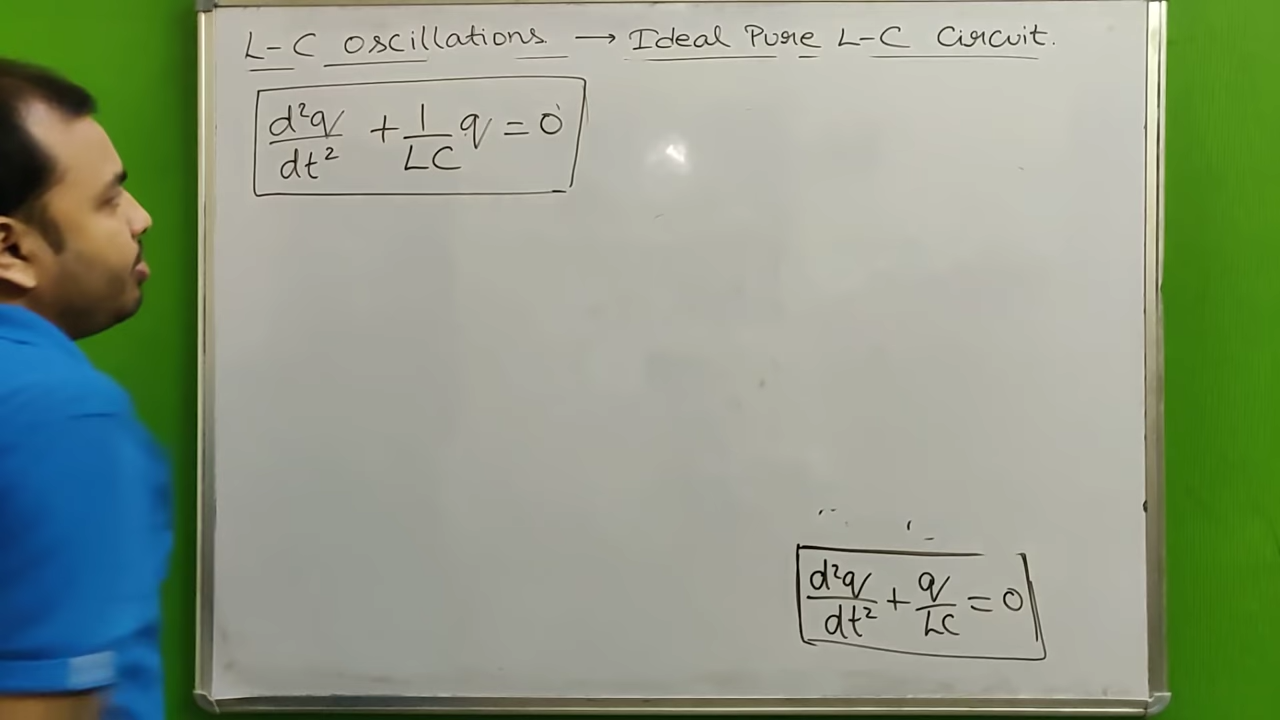 L-C Oscillations → Ideal Pure L-C Circuit.
d²q/dt² + 1/LC q = 0
d²q/dt² + q/LC = 0